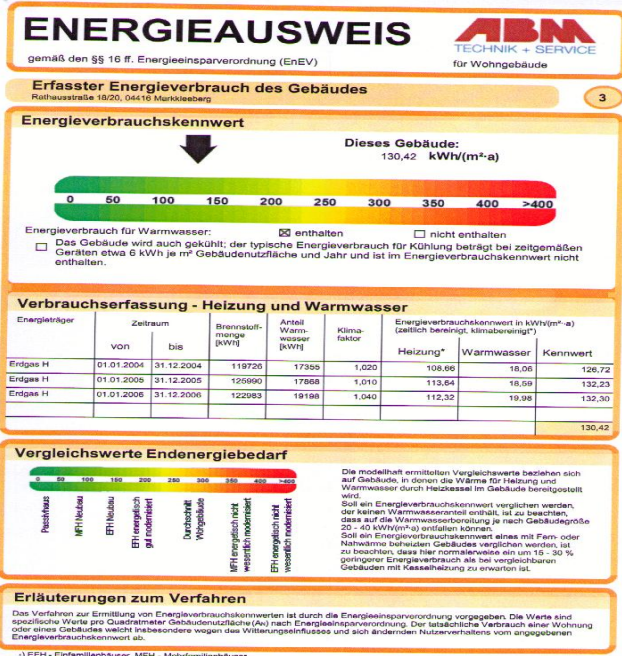 ENERGIEAUSWEIS
gemäß den §§ 16 ff. Energieeinsparverordnung (EnEV)
ABM
TECHNIK + SERVICE
für Wohngebäude
Erfasster Energieverbrauch des Gebäudes
Rathausstraße 18/20, 04416 Markkleeberg
3
Energieverbrauchskennwert
Dieses Gebäude:
130,42 kWh/(m²·a)
0 50 100 150 200 250 300 350 400 >400
Energieverbrauch für Warmwasser: ☒ enthalten ☐ nicht enthalten
☐ Das Gebäude wird auch gekühlt; der typische Energieverbrauch für Kühlung beträgt bei zeitgemäßen
Geräten etwa 6 kWh je m² Gebäudenutzfläche und Jahr und ist im Energieverbrauchskennwert nicht
enthalten.
Verbrauchserfassung - Heizung und Warmwasser
Energieträger Zeitraum von bis Brennstoff-menge [kWh] Anteil Warm-wasser [kWh] Klima-faktor Energieverbrauchskennwert in kWh/(m²·a) (zeitlich bereinigt, klimabereinigt*) Heizung* Warmwasser Kennwert
Erdgas H 01.01.2004 31.12.2004 119726 17355 1,020 108,66 18,06 126,72
Erdgas H 01.01.2005 31.12.2005 125990 17868 1,010 113,64 18,59 132,23
Erdgas H 01.01.2006 31.12.2006 122983 19198 1,040 112,32 19,98 132,30
130,42
Vergleichswerte Endenergiebedarf
0 50 100 150 200 250 300 350 400 >400
Passivhaus
MFH Neubau
EFH Neubau
EFH energetisch gut modernisiert
Durchschnitt Wohngebäude
MFH energetisch nicht wesentlich modernisiert
EFH energetisch nicht wesentlich modernisiert
Die modellhaft ermittelten Vergleichswerte beziehen sich
auf Gebäude, in denen die Wärme für Heizung und
Warmwasser durch Heizkessel im Gebäude bereitgestellt
wird.
Soll ein Energieverbrauchskennwert verglichen werden,
der keinen Warmwasseranteil enthält, ist zu beachten,
dass auf die Warmwasserbereitung je nach Gebäudegröße
20 - 40 kWh/(m²·a) entfallen können.
Soll ein Energieverbrauchskennwert eines mit Fern- oder
Nahwärme beheizten Gebäudes verglichen werden, ist
zu beachten, dass hier normalerweise ein um 15 - 30 %
geringerer Energieverbrauch als bei vergleichbaren
Gebäuden mit Kesselheizung zu erwarten ist.
Erläuterungen zum Verfahren
Das Verfahren zur Ermittlung von Energieverbrauchskennwerten ist durch die Energieeinsparverordnung vorgegeben. Die Werte sind
spezifische Werte pro Quadratmeter Gebäudenutzfläche (AN) nach Energieeinsparverordnung. Der tatsächliche Verbrauch einer Wohnung
oder eines Gebäudes weicht insbesondere wegen des Witterungseinflusses und sich ändernden Nutzerverhaltens vom angegebenen
Energieverbrauchskennwert ab.
EFH - Einfamilienhäuser, MFH - Mehrfamilienhäuser